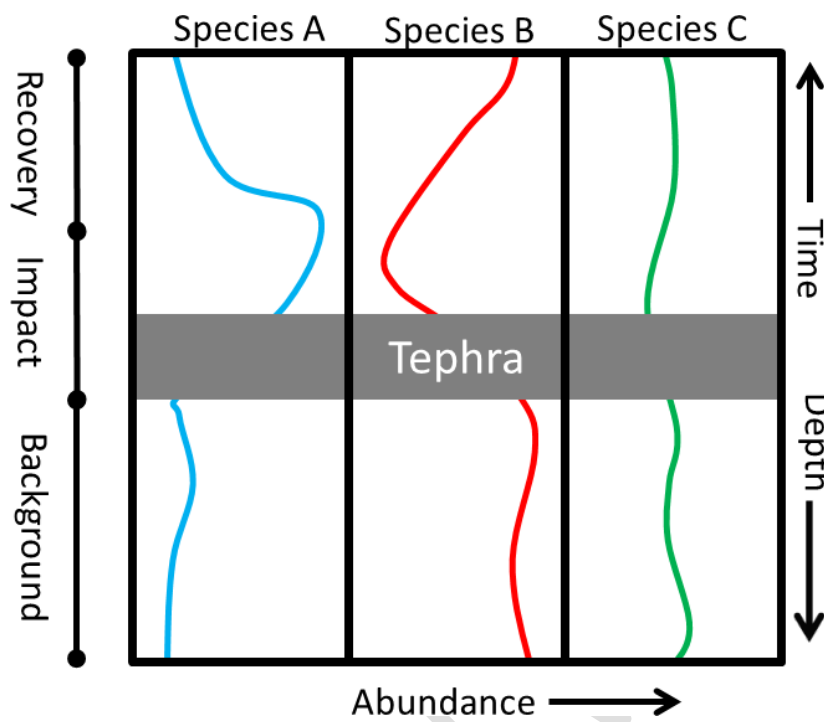 Species A
Species B
Species C
Recovery
Impact
Background
Tephra
Time
Depth
Abundance